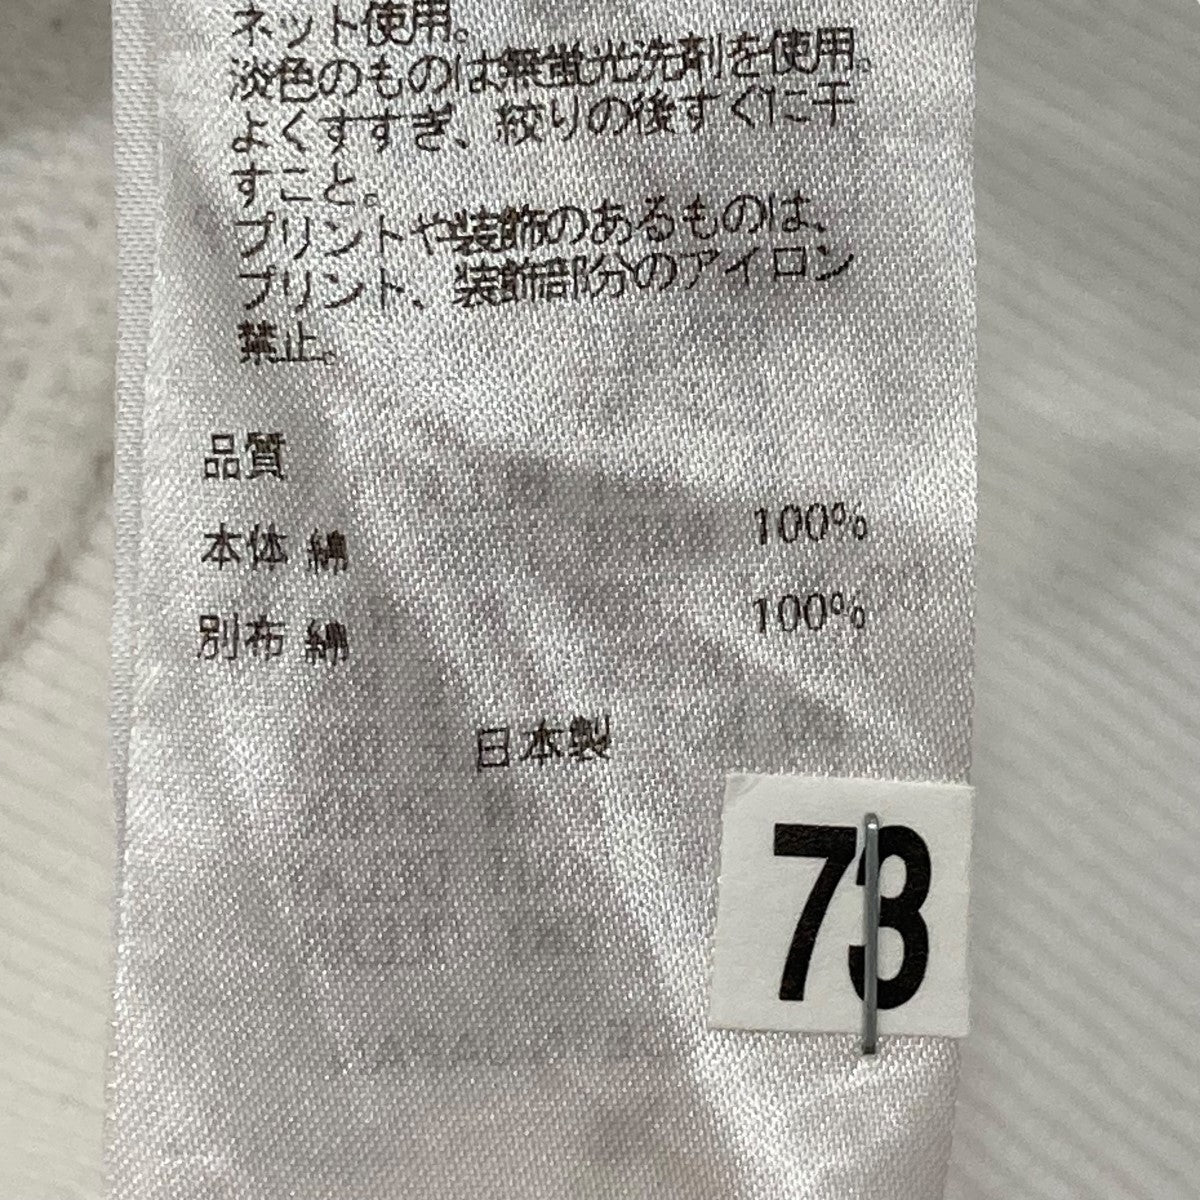 ネット使用。
淡色のものは無蛍光洗剤を使用。
よくすすぎ、絞りの後すぐに干
すこと。
プリントや装飾のあるものは、
プリント、装飾部分のアイロン
禁止。
品質
本体 綿 100%
別布 綿 100%
日本製
73